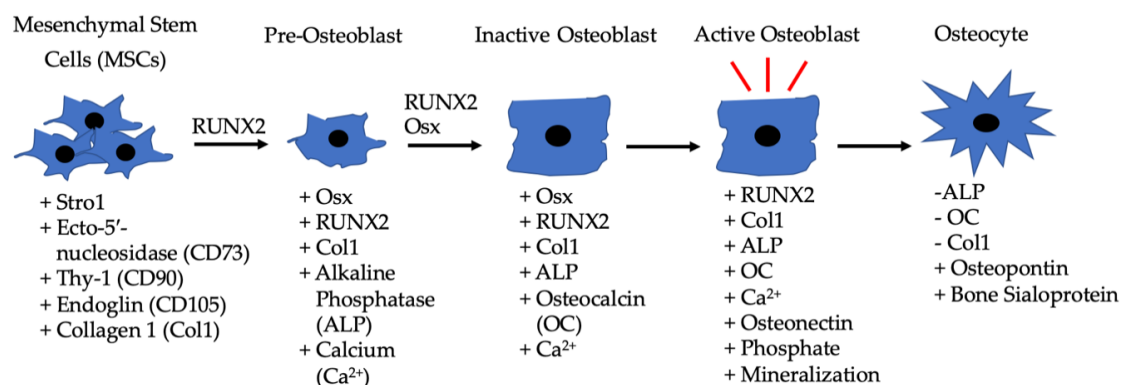 Mesenchymal Stem
Cells (MSCs)
Pre-Osteoblast
Inactive Osteoblast
Active Osteoblast
Osteocyte
RUNX2
RUNX2
Osx
+ Stro1
+ Ecto-5′-
nucleosidase (CD73)
+ Thy-1 (CD90)
+ Endoglin (CD105)
+ Collagen 1 (Col1)
+ Osx
+ RUNX2
+ Col1
+ Alkaline
Phosphatase
(ALP)
+ Calcium
(Ca²⁺)
+ Osx
+ RUNX2
+ Col1
+ ALP
+ Osteocalcin
(OC)
+ Ca²⁺
+ RUNX2
+ Col1
+ ALP
+ OC
+ Ca²⁺
+ Osteonectin
+ Phosphate
+ Mineralization
-ALP
- OC
- Col1
+ Osteopontin
+ Bone Sialoprotein